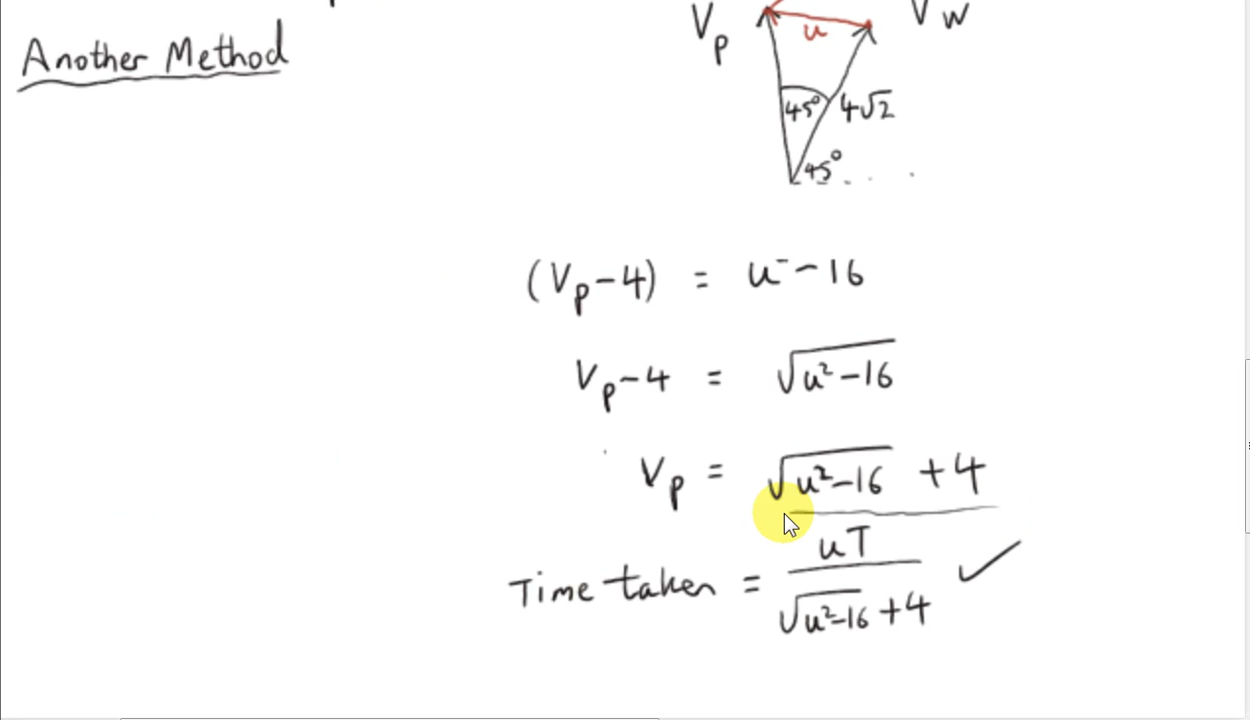 Another Method
Vp u Vw
45° 4√2
45°
(Vp-4) = u⁻-16
Vp-4 = √u²-16
Vp = √u²-16 +4
Time taken = uT / √u²-16 +4 ✓